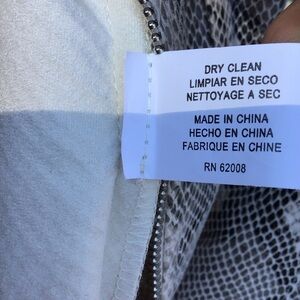 DRY CLEAN
LIMPIAR EN SECO
NETTOYAGE A SEC
MADE IN CHINA
HECHO EN CHINA
FABRIQUE EN CHINE
RN 62008